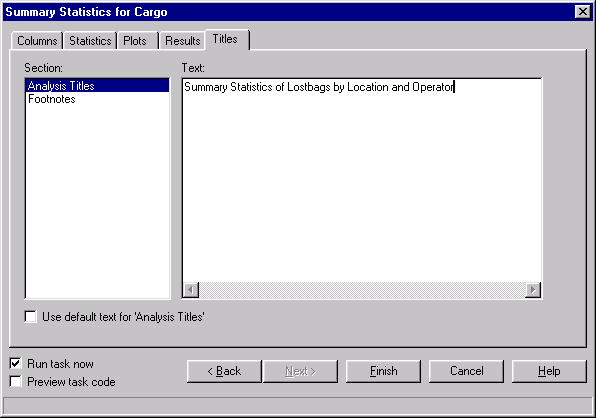 Summary Statistics for Cargo
Columns Statistics Plots Results Titles
Section: Text:
Analysis Titles Summary Statistics of Lostbags by Location and Operator
Footnotes
Use default text for 'Analysis Titles'
Run task now
Preview task code
< Back Next > Finish Cancel Help